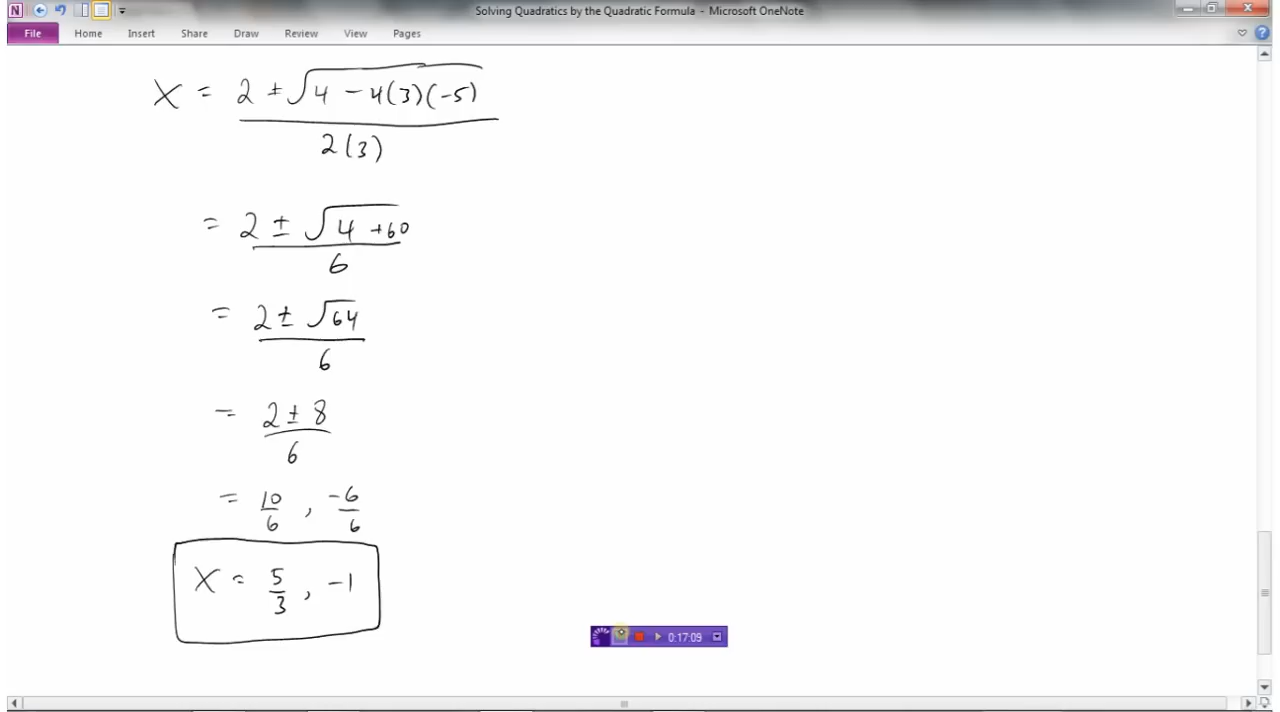 Solving Quadratics by the Quadratic Formula - Microsoft OneNote
File Home Insert Share Draw Review View Pages
X = 2 ± √4 - 4(3)(-5)
2(3)
= 2 ± √4 +60
6
= 2 ± √64
6
= 2 ± 8
6
= 10/6 , -6/6
X = 5/3 , -1
0:17:09